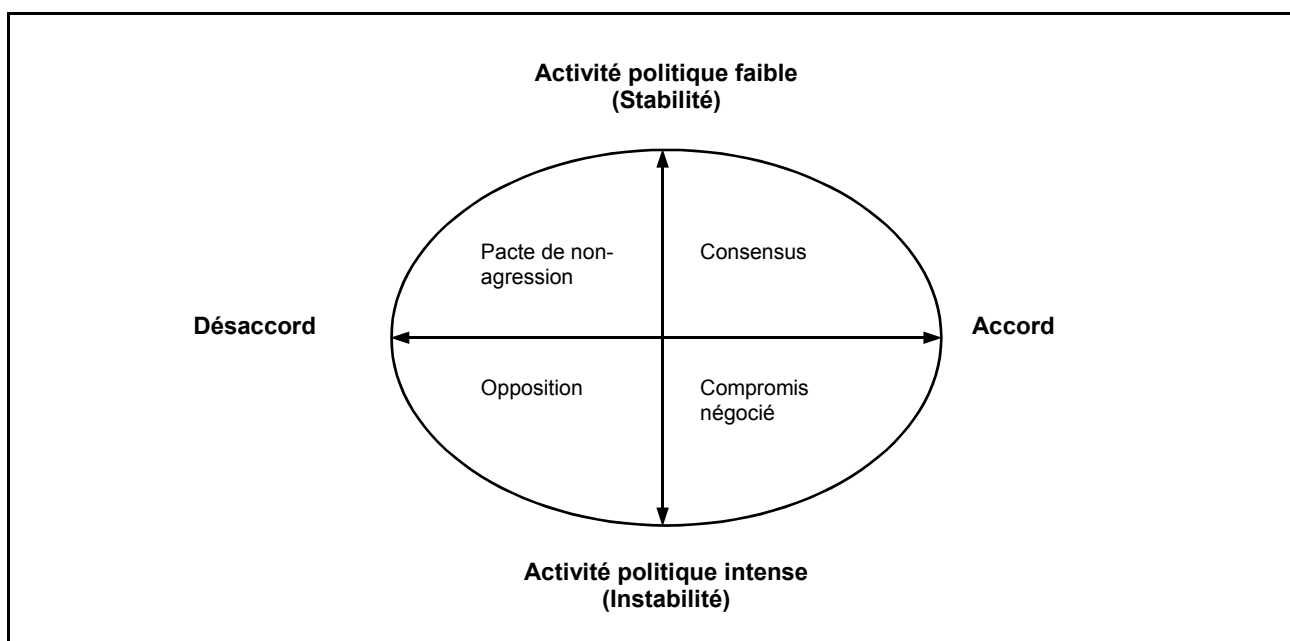 Activité politique faible
(Stabilité)
Pacte de non-
agression
Consensus
Désaccord
Accord
Opposition
Compromis
négocié
Activité politique intense
(Instabilité)